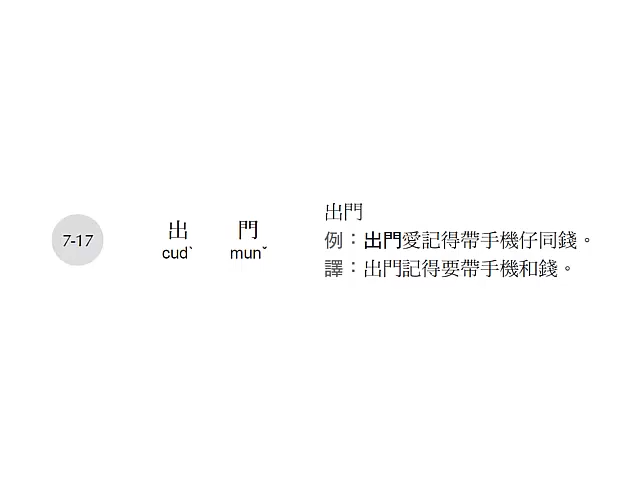 7-17
出 門
cudˋ munˇ
出門
例：出門愛記得帶手機仔同錢。
譯：出門記得要帶手機和錢。